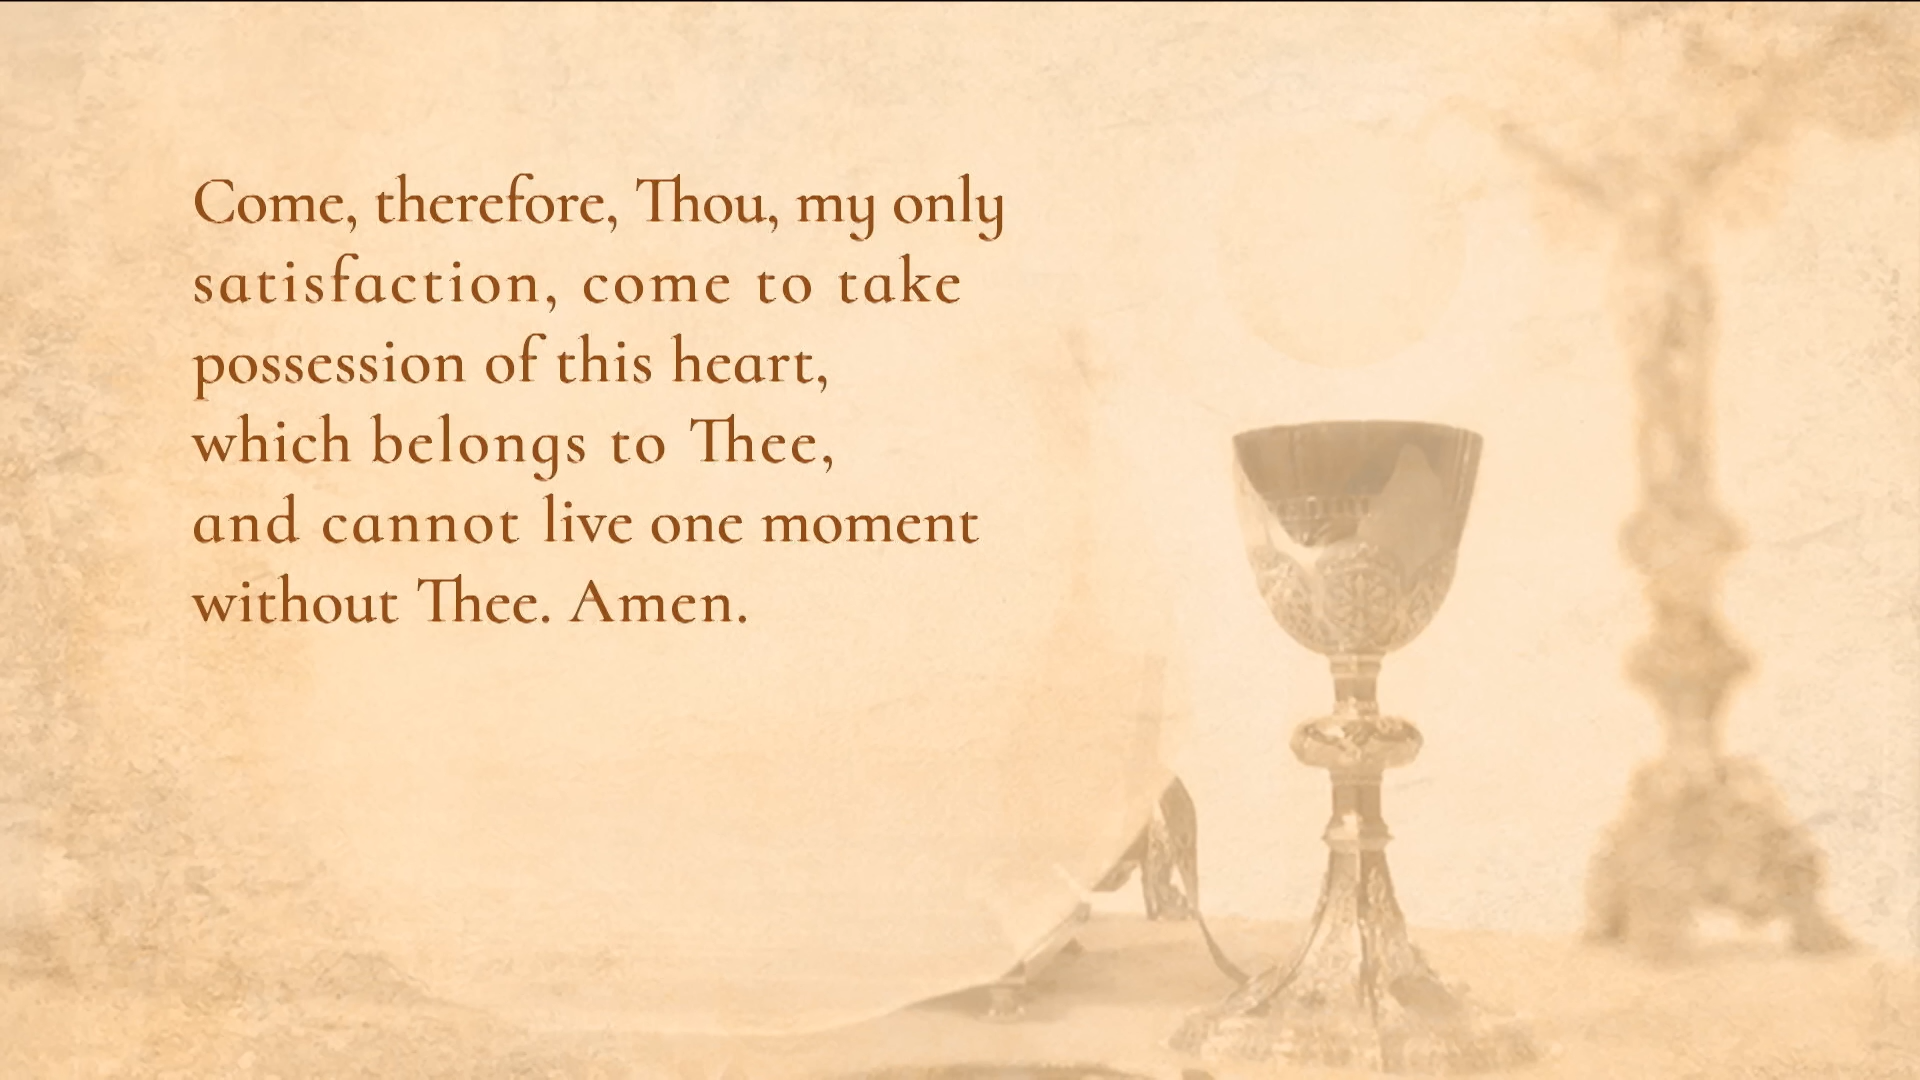 Come, therefore, Thou, my only
satisfaction, come to take
possession of this heart,
which belongs to Thee,
and cannot live one moment
without Thee. Amen.